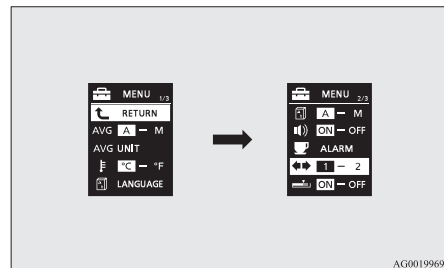 MENU 1/3
RETURN
AVG A – M
AVG UNIT
°C – °F
LANGUAGE
MENU 2/3
A – M
ON – OFF
ALARM
1 – 2
ON – OFF
AG0019969